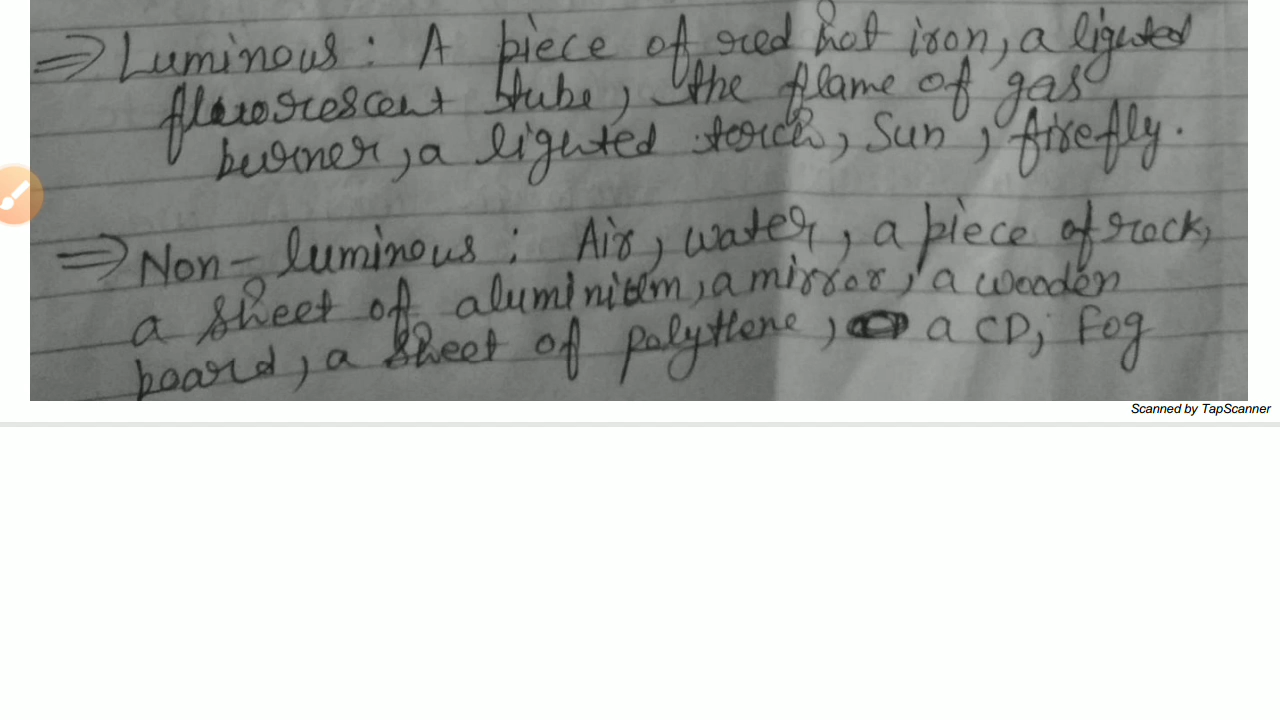 ⇒ Luminous : A piece of red hot iron, a lighted
fluorescent tube, the flame of gas
burner, a lighted torch, Sun, firefly.
⇒ Non-luminous : Air, water, a piece of rock,
a sheet of aluminium, a mirror, a wooden
board, a sheet of polythene, a CD, Fog
Scanned by TapScanner